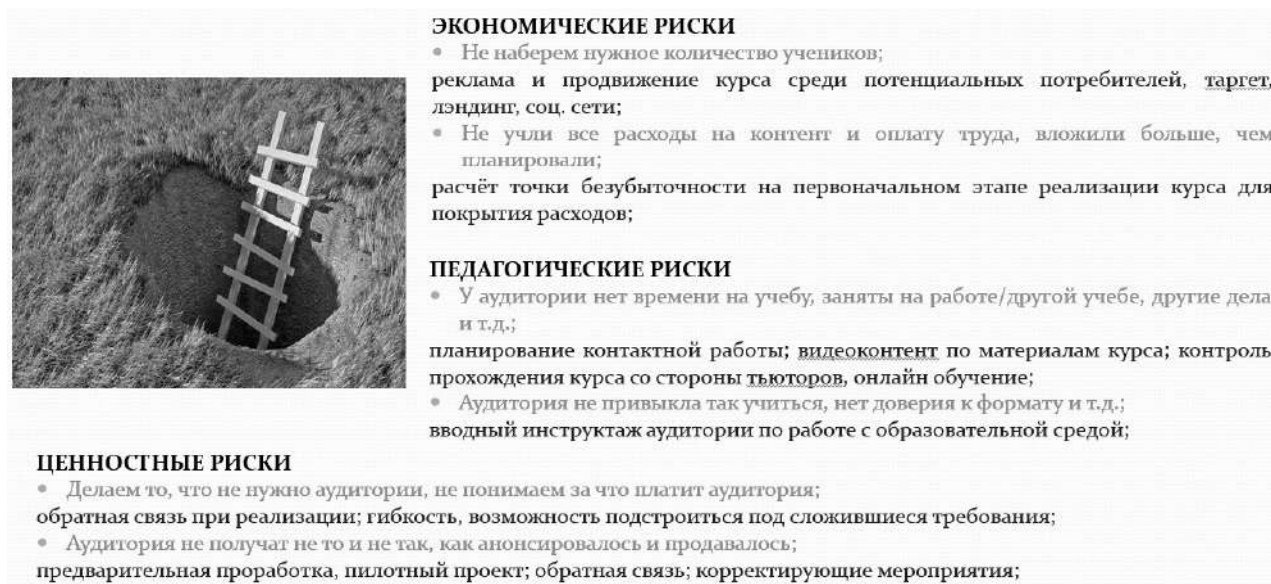 ЭКОНОМИЧЕСКИЕ РИСКИ
• Не наберем нужное количество учеников;
реклама и продвижение курса среди потенциальных потребителей, таргет,
лэндинг, соц. сети;
• Не учли все расходы на контент и оплату труда, вложили больше, чем
планировали;
расчёт точки безубыточности на первоначальном этапе реализации курса для
покрытия расходов;
ПЕДАГОГИЧЕСКИЕ РИСКИ
• У аудитории нет времени на учебу, заняты на работе/другой учебе, другие дела
и т.д.;
планирование контактной работы; видеоконтент по материалам курса; контроль
прохождения курса со стороны тьюторов, онлайн обучение;
• Аудитория не привыкла так учиться, нет доверия к формату и т.д.;
вводный инструктаж аудитории по работе с образовательной средой;
ЦЕННОСТНЫЕ РИСКИ
• Делаем то, что не нужно аудитории, не понимаем за что платит аудитория;
обратная связь при реализации; гибкость, возможность подстроиться под сложившиеся требования;
• Аудитория не получат не то и не так, как анонсировалось и продавалось;
предварительная проработка, пилотный проект; обратная связь; корректирующие мероприятия;